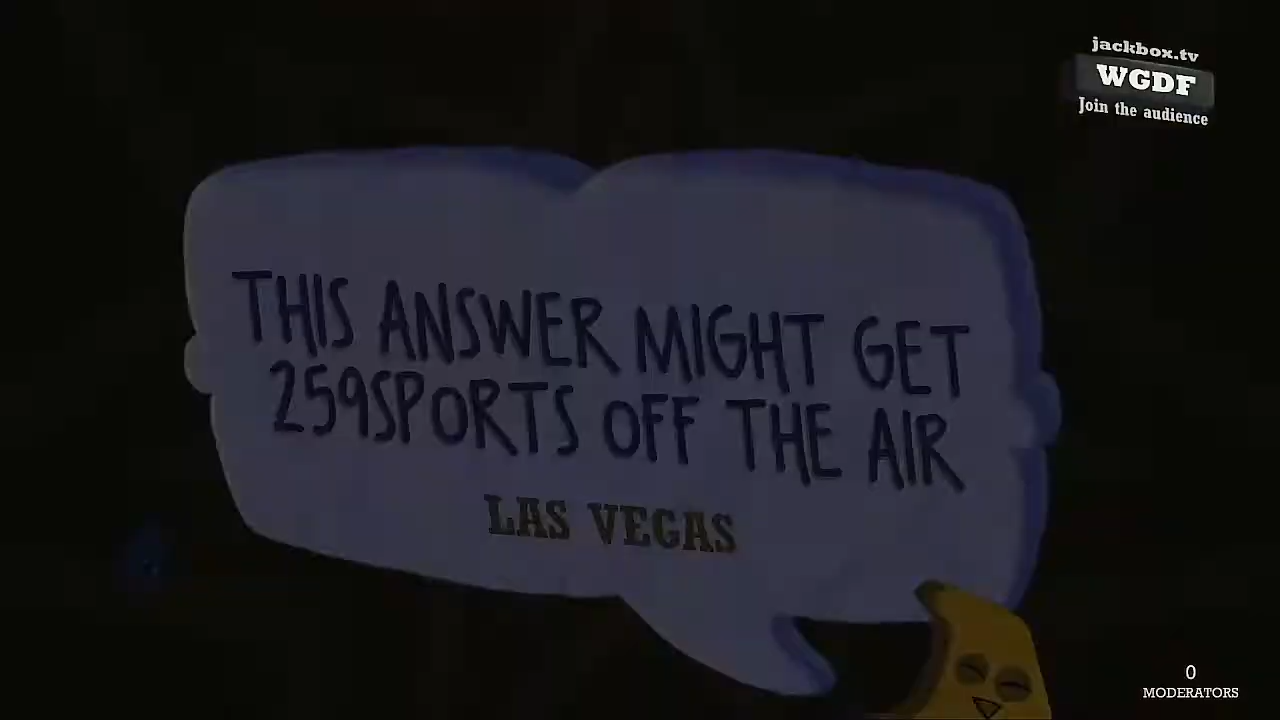 jackbox.tv
WGDF
Join the audience
THIS ANSWER MIGHT GET
259SPORTS OFF THE AIR
LAS VEGAS
0
MODERATORS